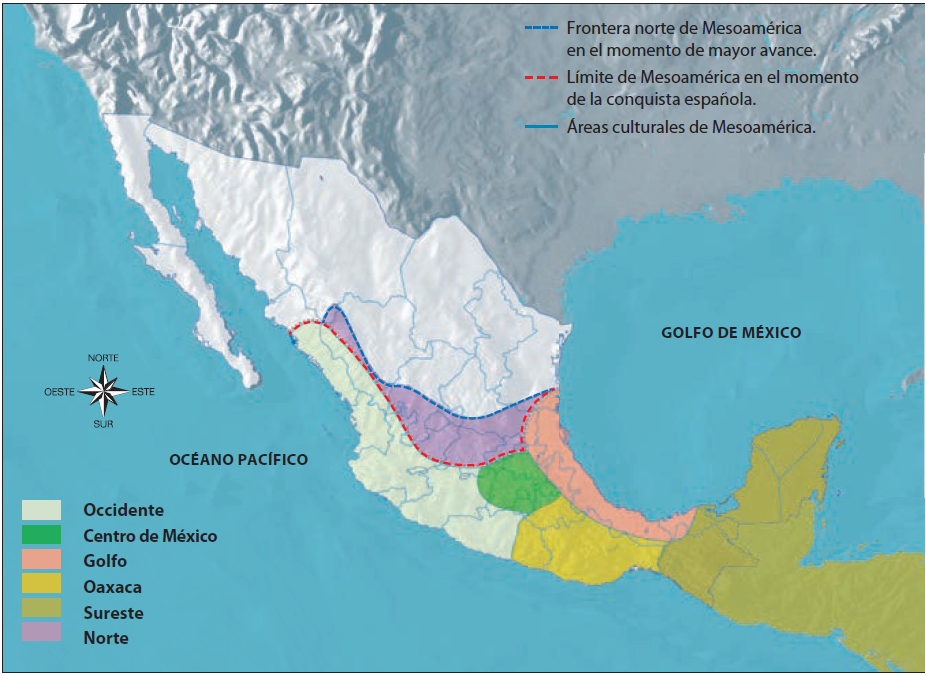 Frontera norte de Mesoamérica
en el momento de mayor avance.
Límite de Mesoamérica en el momento
de la conquista española.
Áreas culturales de Mesoamérica.
GOLFO DE MÉXICO
NORTE
OESTE
ESTE
SUR
OCÉANO PACÍFICO
Occidente
Centro de México
Golfo
Oaxaca
Sureste
Norte